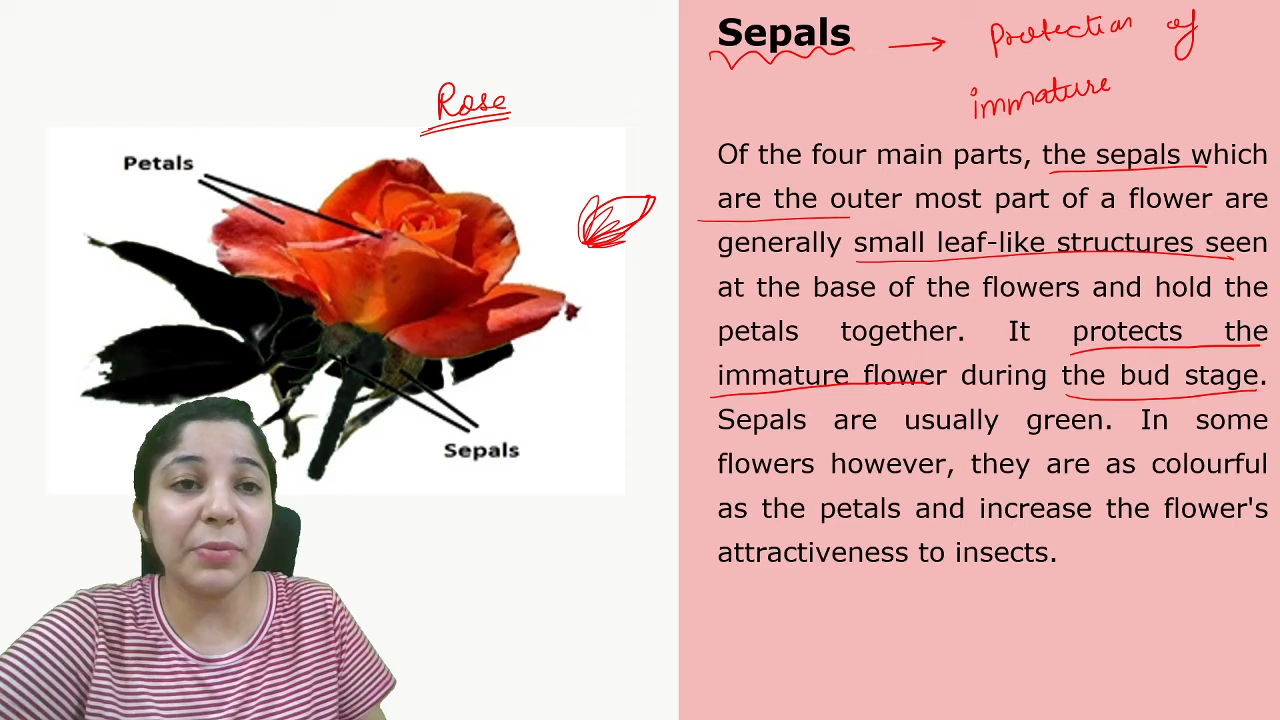 Rose
Petals
Sepals
Sepals → Protection of
immature
Of the four main parts, the sepals which
are the outer most part of a flower are
generally small leaf-like structures seen
at the base of the flowers and hold the
petals together. It protects the
immature flower during the bud stage.
Sepals are usually green. In some
flowers however, they are as colourful
as the petals and increase the flower's
attractiveness to insects.